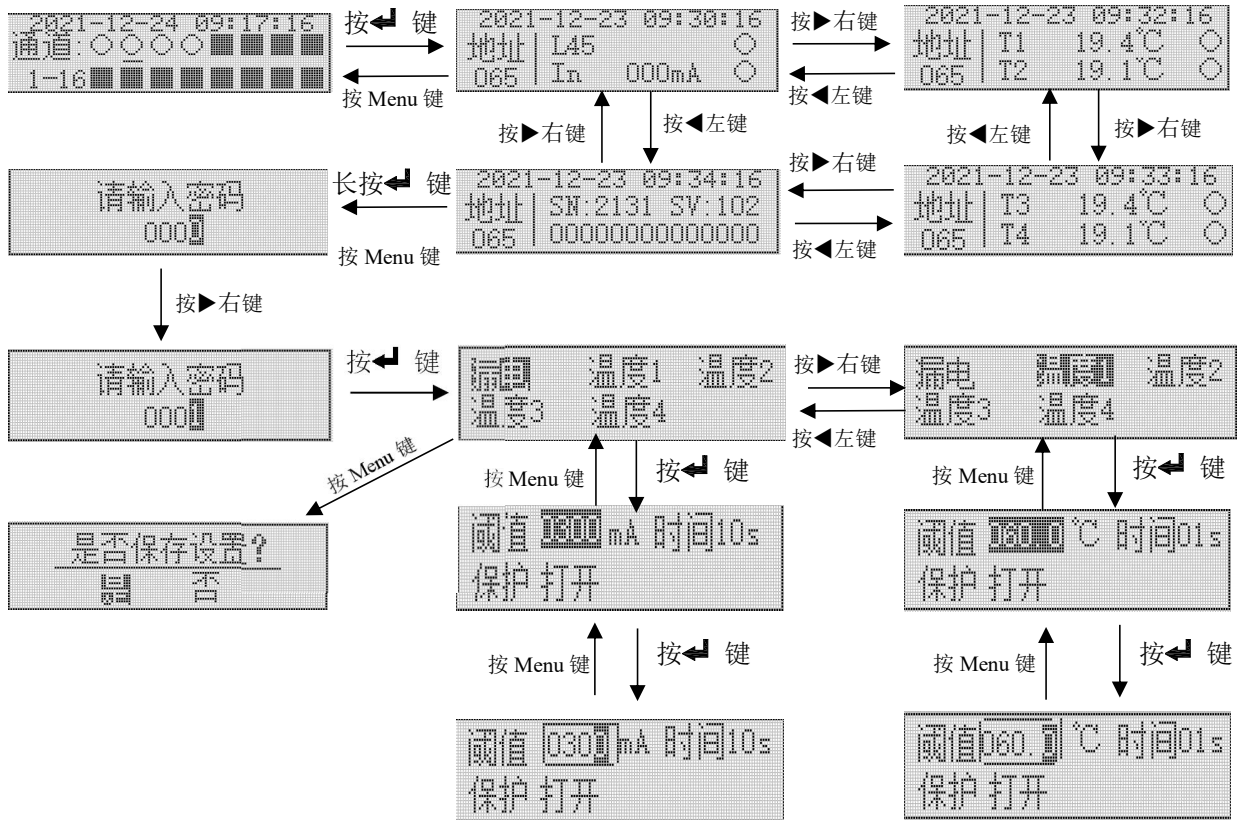 2021-12-24 09:17:16
通道:○○○○■■■■
1-16■■■■■■■■
按 键
按 Menu 键
2021-12-23 09:30:16
地址 L45 ○
065 In 000mA ○
按▶右键
按◀左键
2021-12-23 09:32:16
地址 T1 19.4℃ ○
065 T2 19.1℃ ○
按▶右键
按◀左键
按◀左键
按▶右键
请输入密码
000
长按 键
按 Menu 键
2021-12-23 09:34:16
地址 SN:2131 SV:102
065 000000000000
按▶右键
按◀左键
2021-12-23 09:33:16
地址 T3 19.4℃ ○
065 T4 19.1℃ ○
按▶右键
请输入密码
0001
按 键
漏电 温度1 温度2
温度3 温度4
按▶右键
按◀左键
漏电 温度1 温度2
温度3 温度4
按 Menu 键
按 Menu 键
按 键
按 Menu 键
按 键
是否保存设置?
是 否
阈值 0300 mA 时间10s
保护 打开
阈值 060.0 ℃ 时间01s
保护 打开
按 Menu 键
按 键
按 Menu 键
按 键
阈值 0300mA 时间10s
保护 打开
阈值060.0 ℃ 时间01s
保护 打开